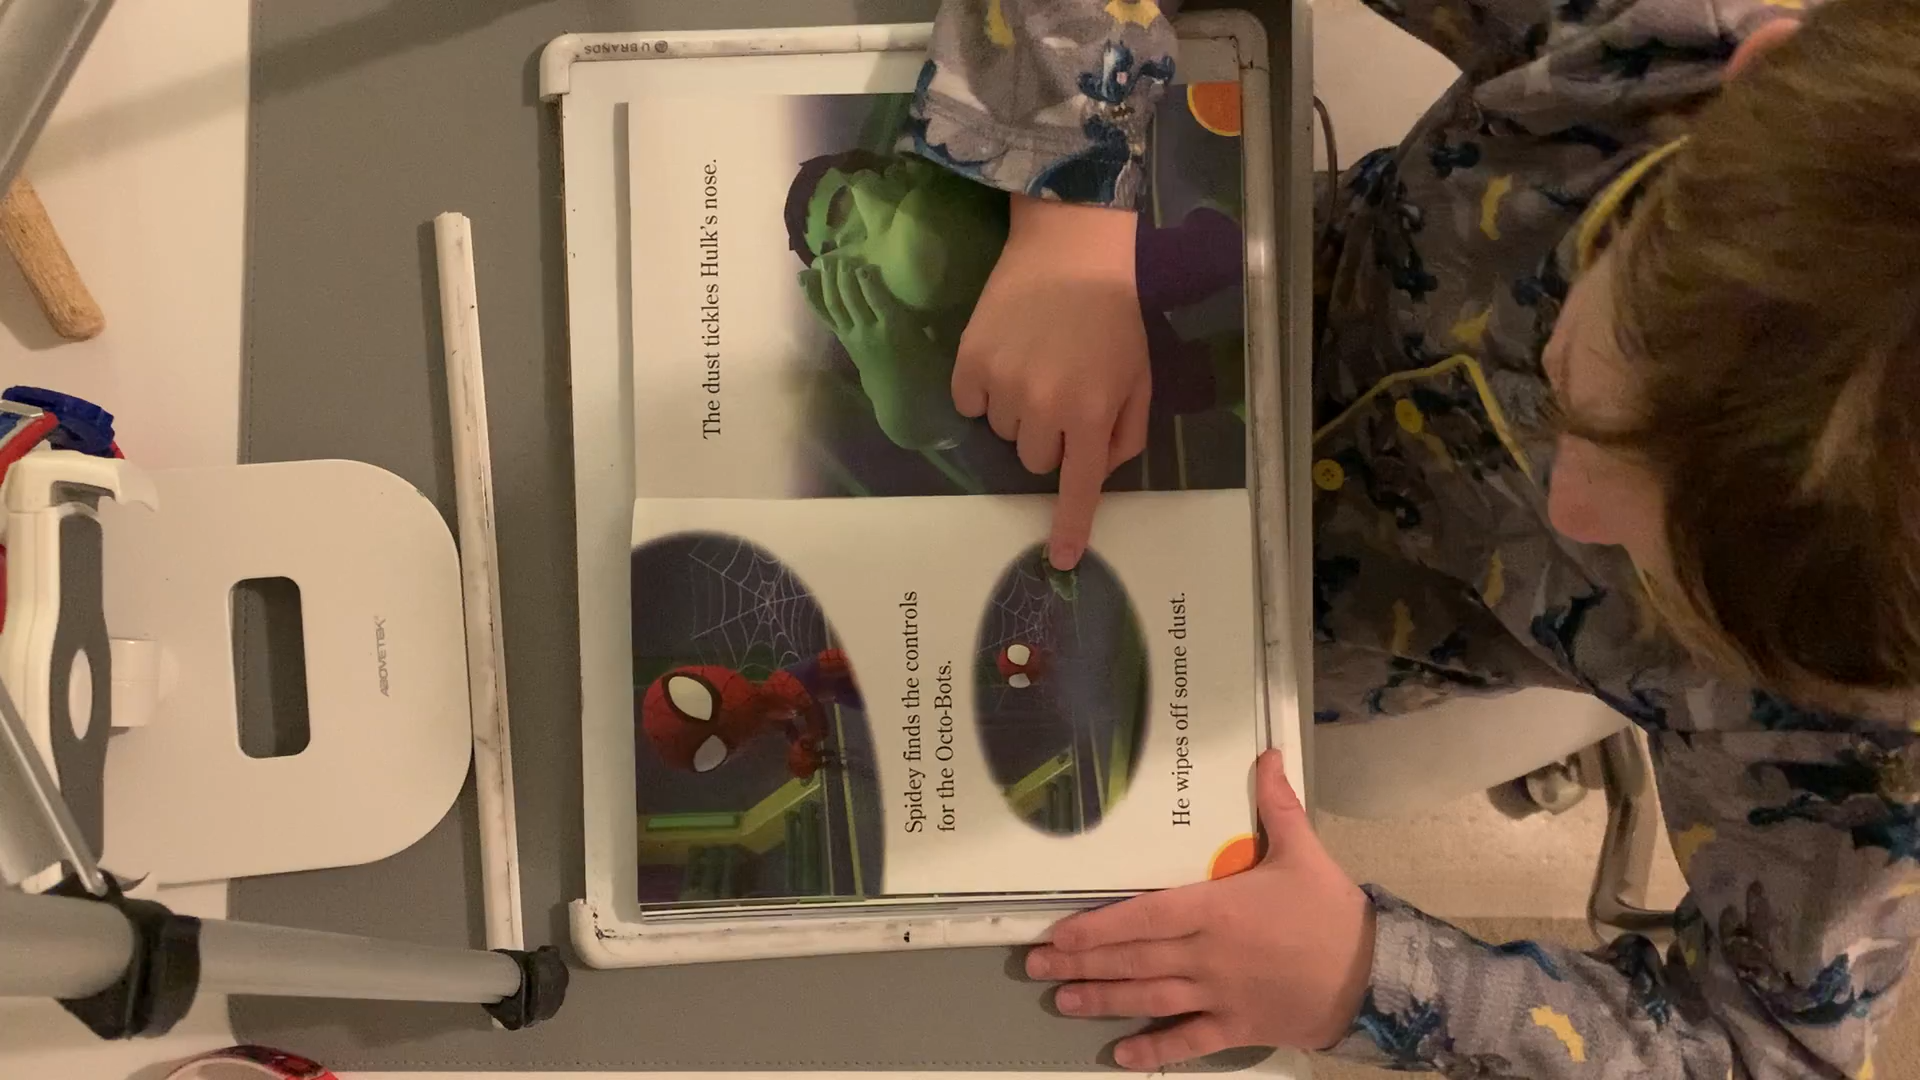 Spidey finds the controls
for the Octo-Bots.
He wipes off some dust.
The dust tickles Hulk's nose.
U BRANDS
ABOVETEK